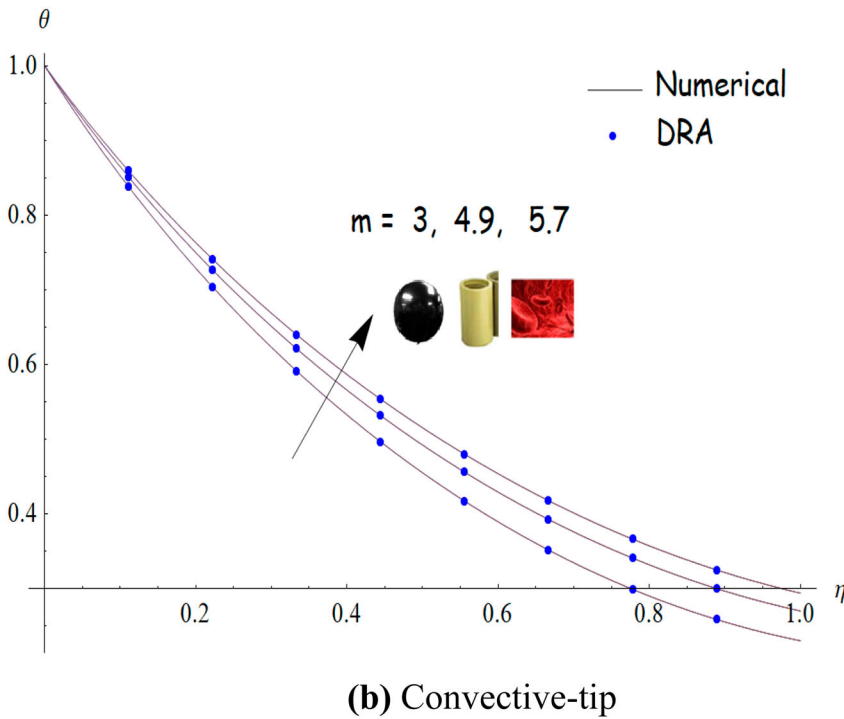 θ
1.0
Numerical
DRA
0.8
m = 3, 4.9, 5.7
0.6
0.4
0.2 0.4 0.6 0.8 1.0 η
(b) Convective-tip